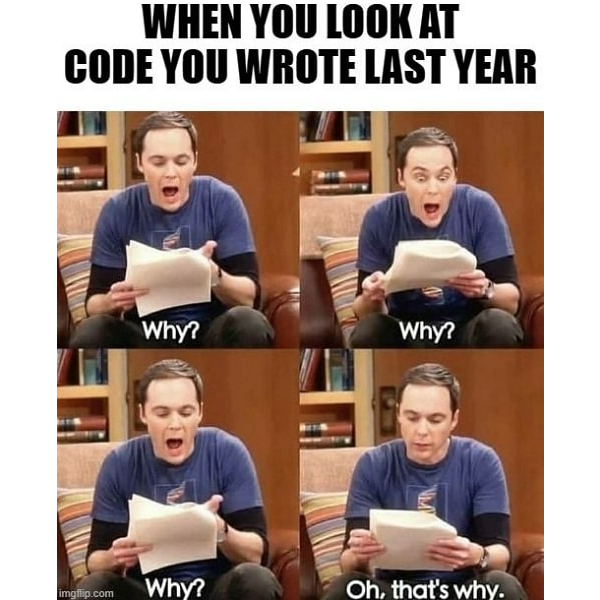 WHEN YOU LOOK AT
CODE YOU WROTE LAST YEAR
Why?
Why?
Why?
Oh, that's why.
imgflip.com